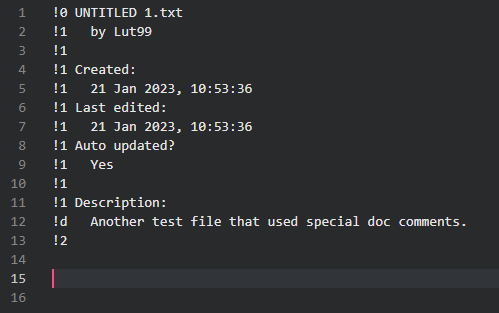 1 !0 UNTITLED 1.txt
2 !1   by Lut99
3 !1
4 !1 Created:
5 !1   21 Jan 2023, 10:53:36
6 !1 Last edited:
7 !1   21 Jan 2023, 10:53:36
8 !1 Auto updated?
9 !1   Yes
10 !1
11 !1 Description:
12 !d   Another test file that used special doc comments.
13 !2
14
15
16